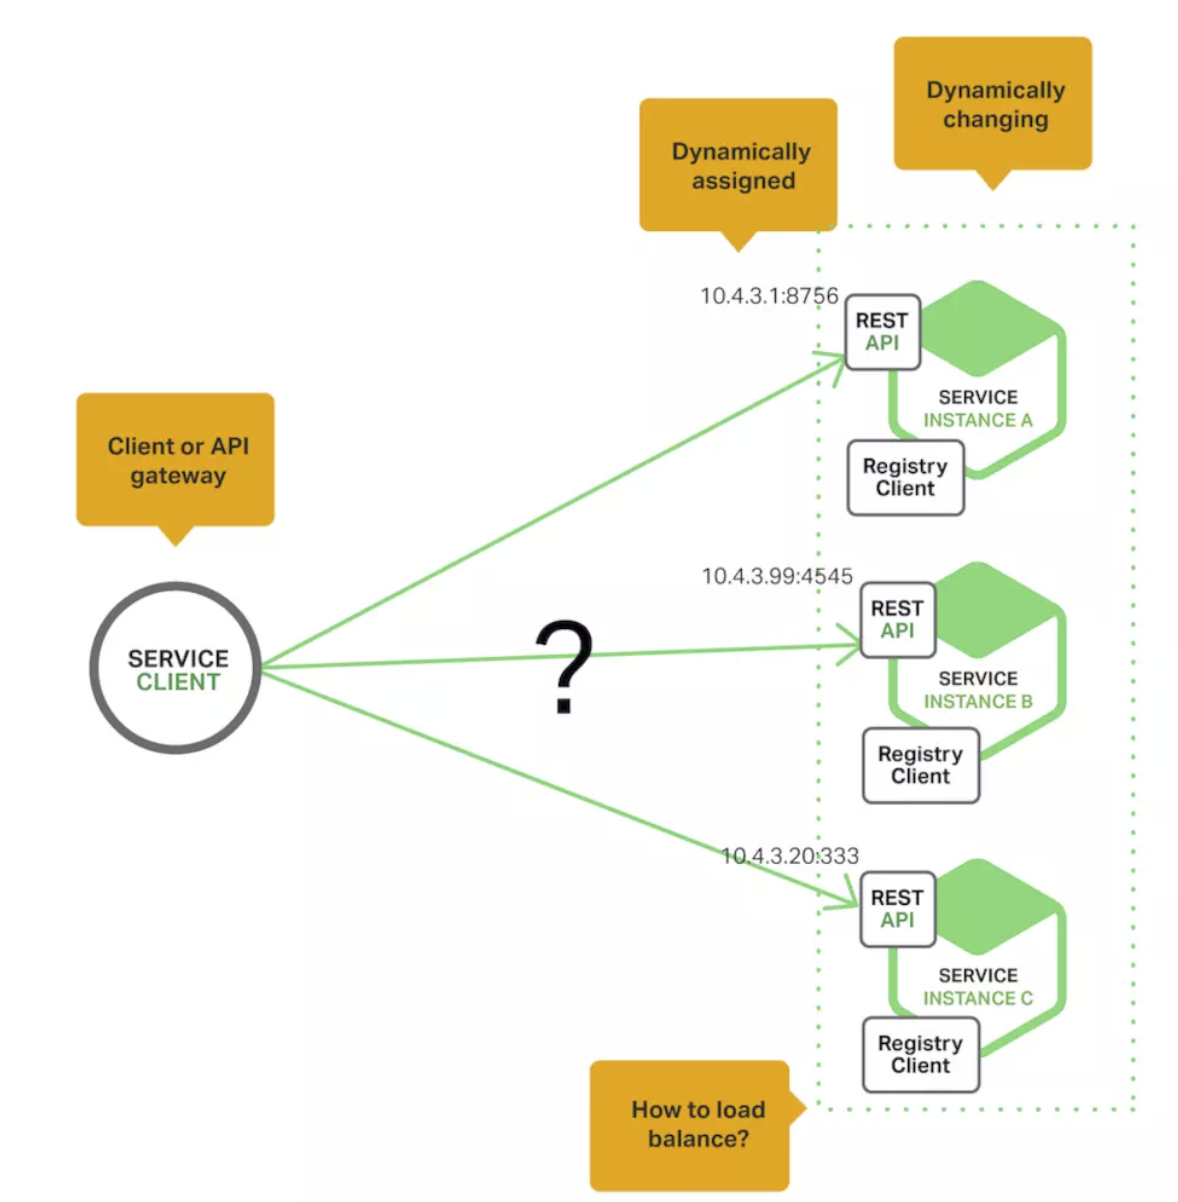 Dynamically
changing
Dynamically
assigned
10.4.3.1:8756
REST
API
SERVICE
INSTANCE A
Registry
Client
Client or API
gateway
10.4.3.99:4545
REST
API
SERVICE
CLIENT
?
SERVICE
INSTANCE B
Registry
Client
10.4.3.20:333
REST
API
SERVICE
INSTANCE C
Registry
Client
How to load
balance?